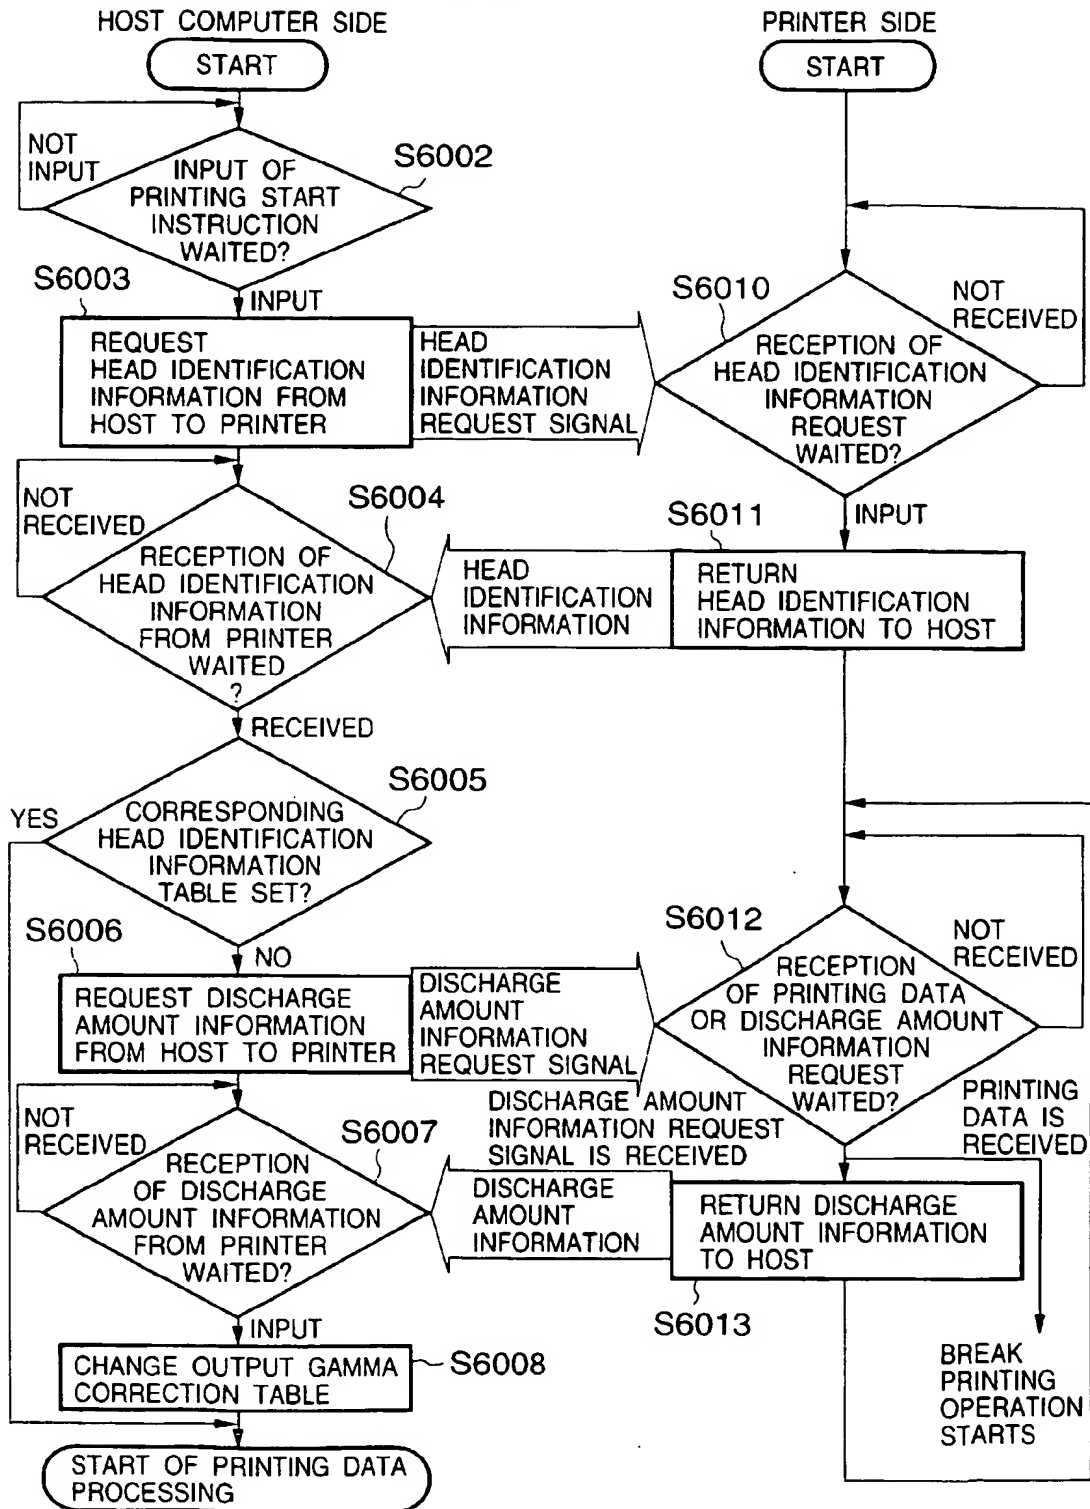 HOST COMPUTER SIDE
START
NOT
INPUT
INPUT OF
PRINTING START
INSTRUCTION
WAITED?
S6002
INPUT
S6003
REQUEST
HEAD IDENTIFICATION
INFORMATION FROM
HOST TO PRINTER
HEAD
IDENTIFICATION
INFORMATION
REQUEST SIGNAL
NOT
RECEIVED
S6004
RECEPTION OF
HEAD IDENTIFICATION
INFORMATION
FROM PRINTER
WAITED
?
HEAD
IDENTIFICATION
INFORMATION
RECEIVED
S6005
YES
CORRESPONDING
HEAD IDENTIFICATION
INFORMATION
TABLE SET?
S6006
NO
REQUEST DISCHARGE
AMOUNT INFORMATION
FROM HOST TO PRINTER
DISCHARGE
AMOUNT
INFORMATION
REQUEST SIGNAL
NOT
RECEIVED
S6007
RECEPTION
OF DISCHARGE
AMOUNT INFORMATION
FROM PRINTER
WAITED?
DISCHARGE
AMOUNT
INFORMATION
INPUT
CHANGE OUTPUT GAMMA
CORRECTION TABLE
S6008
START OF PRINTING DATA
PROCESSING
PRINTER SIDE
START
S6010
NOT
RECEIVED
RECEPTION OF
HEAD IDENTIFICATION
INFORMATION
REQUEST
WAITED?
S6011
INPUT
RETURN
HEAD IDENTIFICATION
INFORMATION TO HOST
S6012
NOT
RECEIVED
RECEPTION
OF PRINTING DATA
OR DISCHARGE AMOUNT
INFORMATION
REQUEST
WAITED?
DISCHARGE AMOUNT
INFORMATION REQUEST
SIGNAL IS RECEIVED
PRINTING
DATA IS
RECEIVED
RETURN DISCHARGE
AMOUNT INFORMATION
TO HOST
S6013
BREAK
PRINTING
OPERATION
STARTS